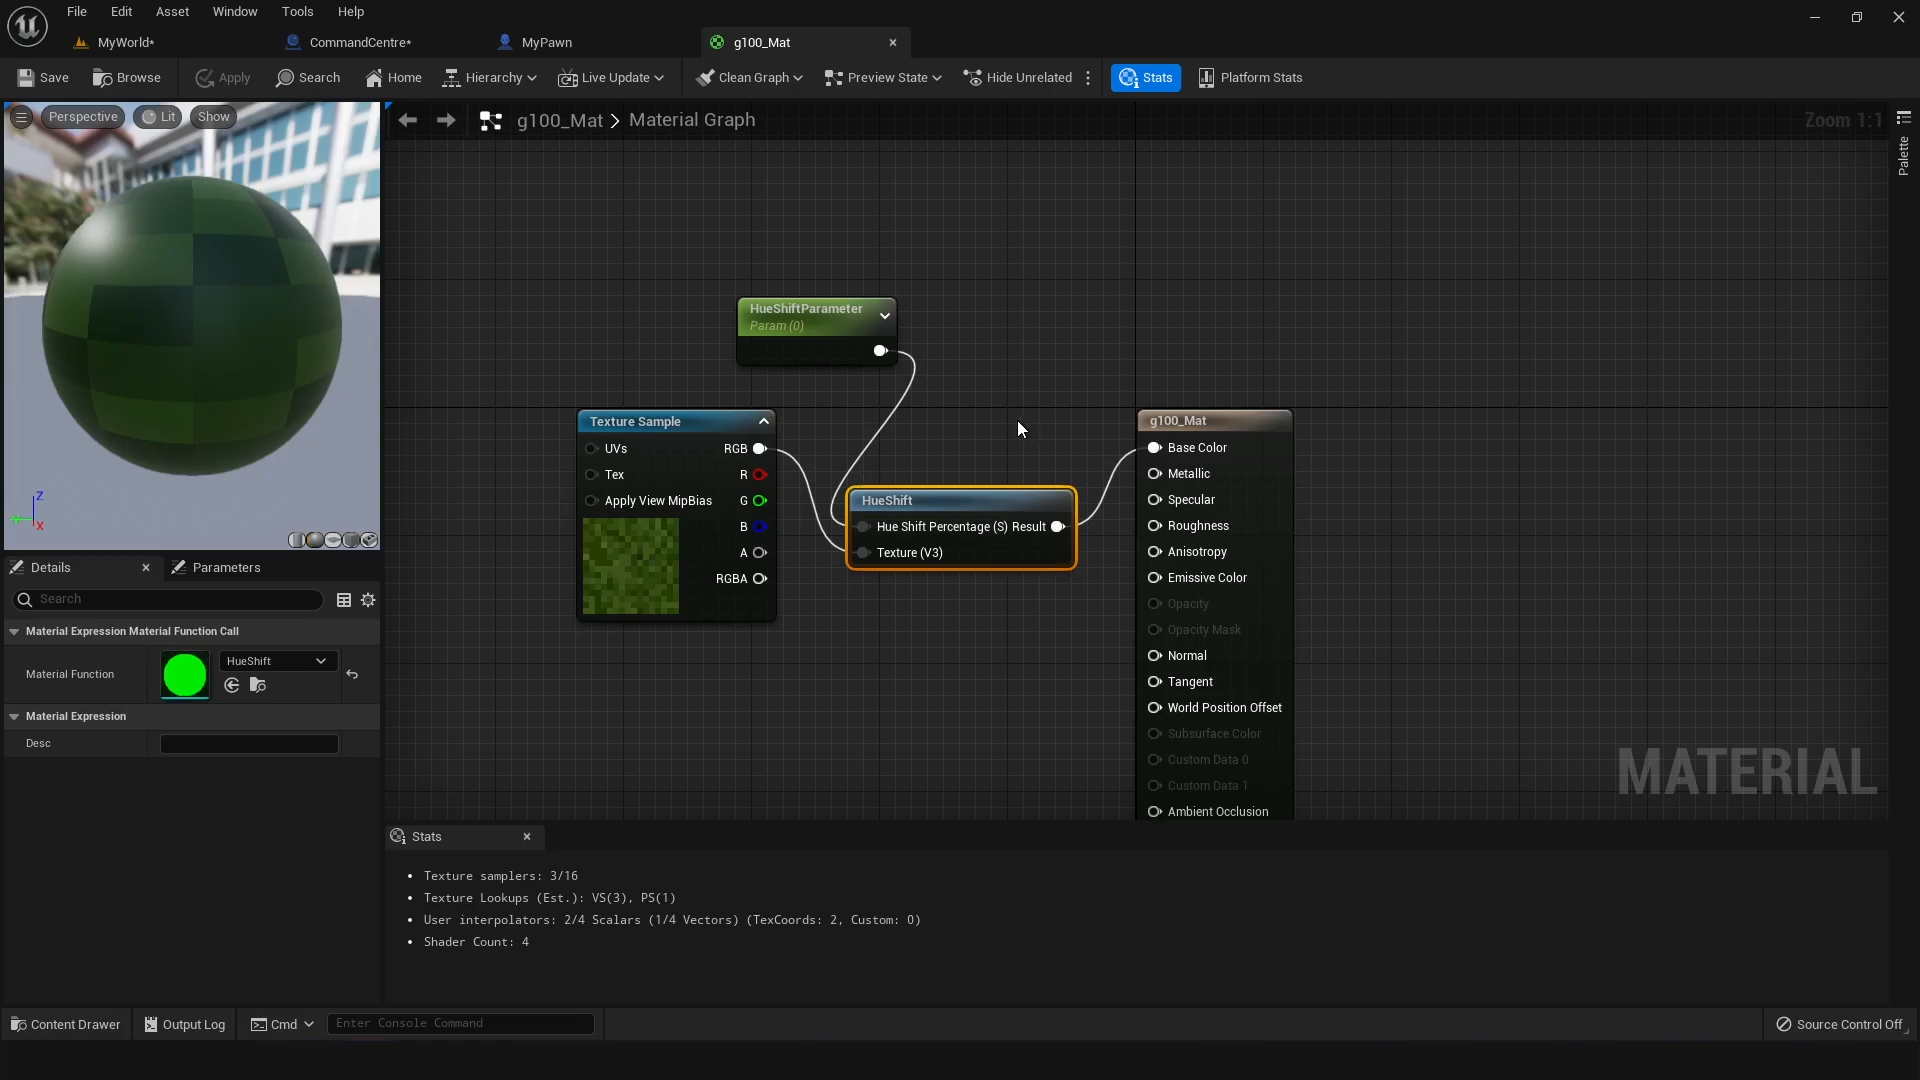 File Edit Asset Window Tools Help
MyWorld* CommandCentre* MyPawn g100_Mat
Save Browse Apply Search Home Hierarchy Live Update Clean Graph Preview State Hide Unrelated Stats Platform Stats
Perspective Lit Show
g100_Mat > Material Graph
Zoom 1:1
Palette
HueShiftParameter
Param (0)
Texture Sample
UVs RGB
Tex R
Apply View MipBias G
B
A
RGBA
HueShift
Hue Shift Percentage (S) Result
Texture (V3)
g100_Mat
Base Color
Metallic
Specular
Roughness
Anisotropy
Emissive Color
Opacity
Opacity Mask
Normal
Tangent
World Position Offset
Subsurface Color
Custom Data 0
Custom Data 1
Ambient Occlusion
MATERIAL
Z
X
Details Parameters
Search
Material Expression Material Function Call
Material Function HueShift
Material Expression
Desc
Stats
• Texture samplers: 3/16
• Texture Lookups (Est.): VS(3), PS(1)
• User interpolators: 2/4 Scalars (1/4 Vectors) (TexCoords: 2, Custom: 0)
• Shader Count: 4
Content Drawer Output Log Cmd Enter Console Command Source Control Off